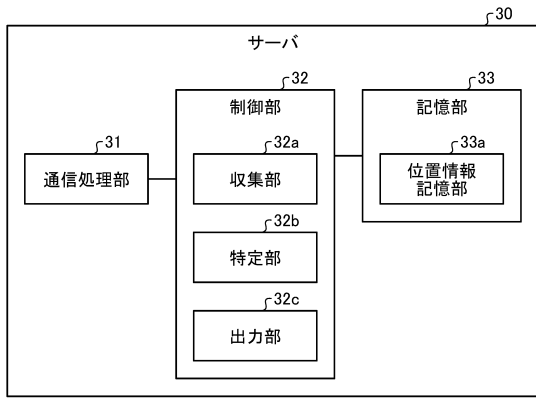 30
サーバ
32
制御部
33
記憶部
31
通信処理部
32a
収集部
33a
位置情報
記憶部
32b
特定部
32c
出力部